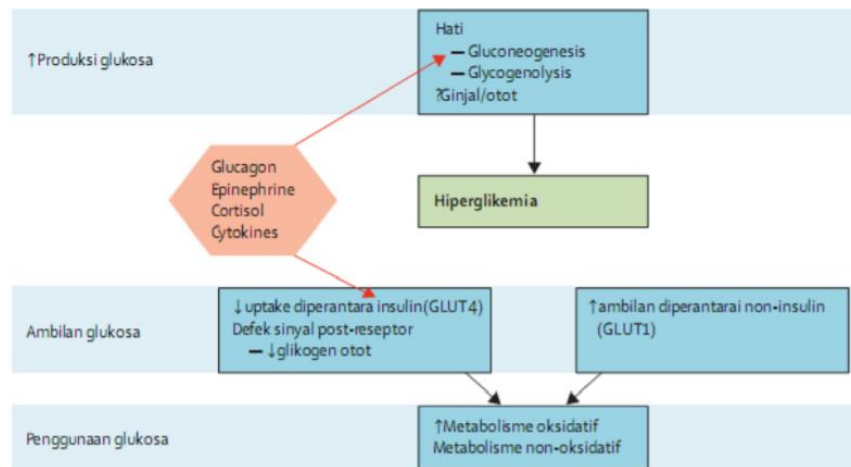 ↑Produksi glukosa
Hati
— Gluconeogenesis
— Glycogenolysis
?Ginjal/otot
Glucagon
Epinephrine
Cortisol
Cytokines
Hiperglikemia
Ambilan glukosa
↓uptake diperantara insulin(GLUT4)
Defek sinyal post-reseptor
— ↓glikogen otot
↑ambilan diperantarai non-insulin
(GLUT1)
Penggunaan glukosa
↑Metabolisme oksidatif
Metabolisme non-oksidatif